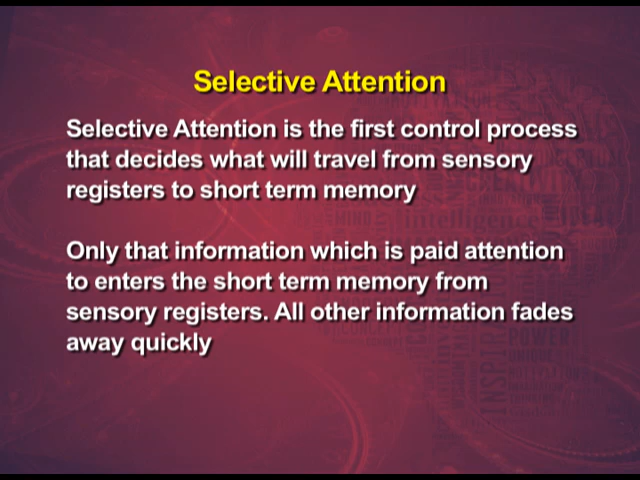 Selective Attention
Selective Attention is the first control process
that decides what will travel from sensory
registers to short term memory
Only that information which is paid attention
to enters the short term memory from
sensory registers. All other information fades
away quickly
intelligence
POWER